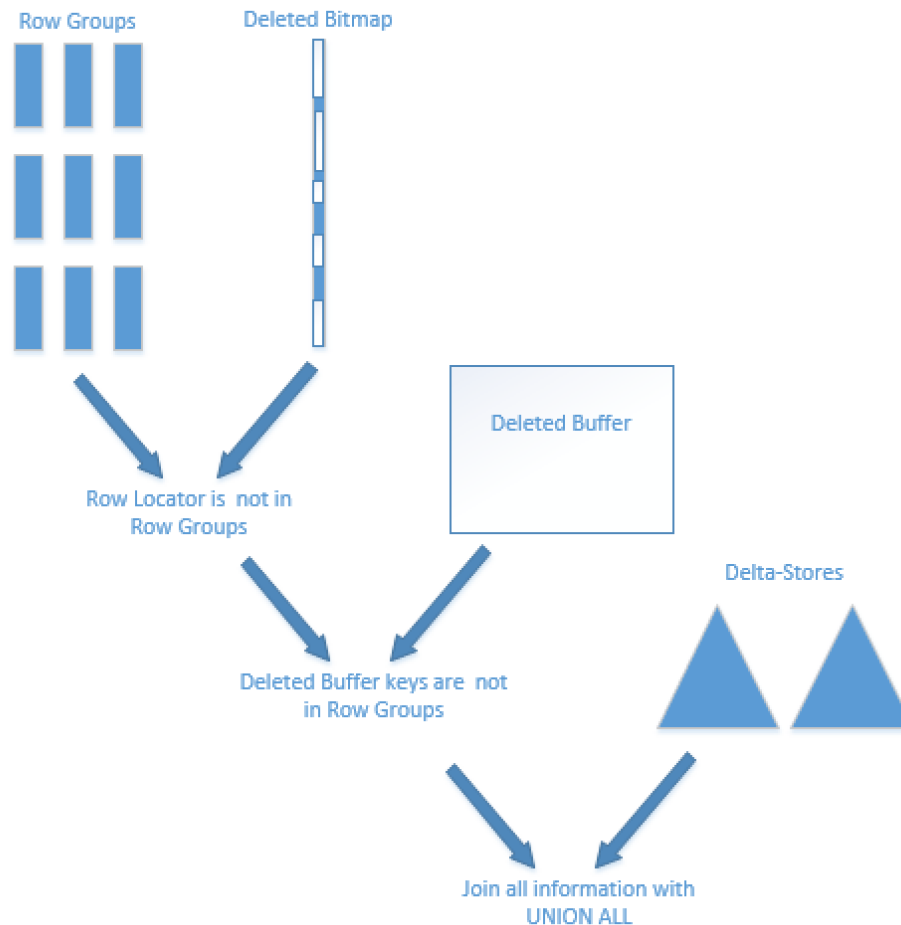 Row Groups
Deleted Bitmap
Row Locator is not in
Row Groups
Deleted Buffer
Delta-Stores
Deleted Buffer keys are not
in Row Groups
Join all information with
UNION ALL